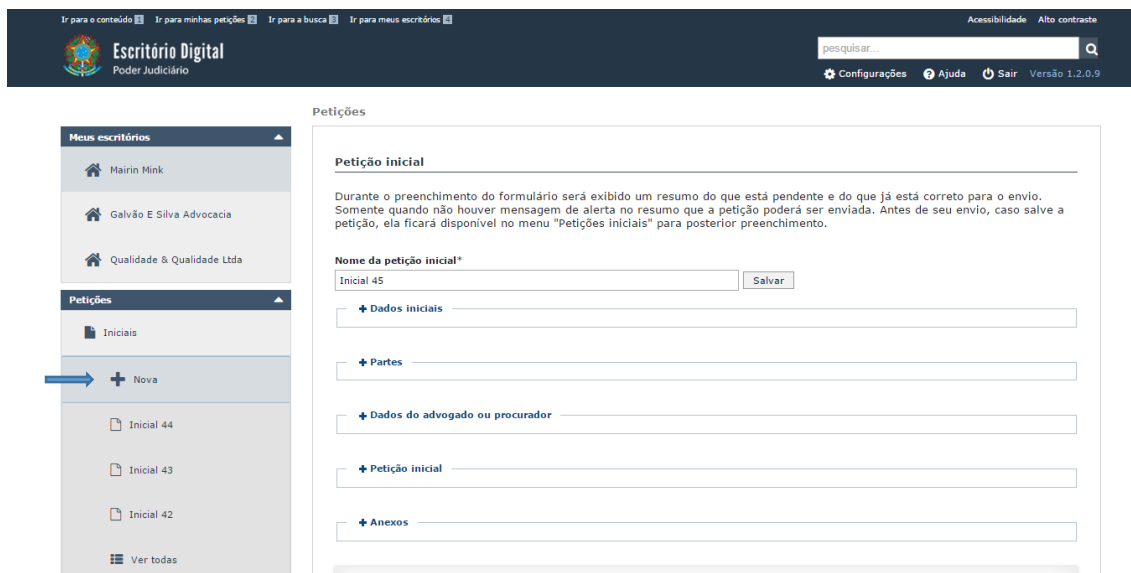 Ir para o conteúdo 1 Ir para minhas petições 2 Ir para a busca 3 Ir para meus escritórios 4 Acessibilidade Alto contraste
Escritório Digital
Poder Judiciário
pesquisar...
Configurações Ajuda Sair Versão 1.2.0.9
Petições
Meus escritórios
Mairin Mink
Galvão E Silva Advocacia
Qualidade & Qualidade Ltda
Petições
Iniciais
Nova
Inicial 44
Inicial 43
Inicial 42
Ver todas
Petição inicial
Durante o preenchimento do formulário será exibido um resumo do que está pendente e do que já está correto para o envio.
Somente quando não houver mensagem de alerta no resumo que a petição poderá ser enviada. Antes de seu envio, caso salve a
petição, ela ficará disponível no menu "Petições iniciais" para posterior preenchimento.
Nome da petição inicial*
Inicial 45 Salvar
+ Dados iniciais
+ Partes
+ Dados do advogado ou procurador
+ Petição inicial
+ Anexos